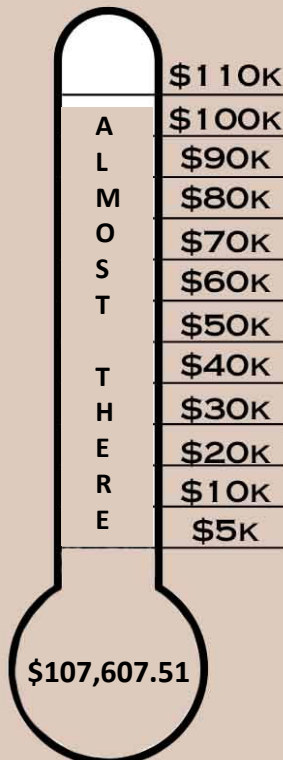 $110K
$100K
$90K
$80K
$70K
$60K
$50K
$40K
$30K
$20K
$10K
$5K
A
L
M
O
S
T
T
H
E
R
E
$107,607.51